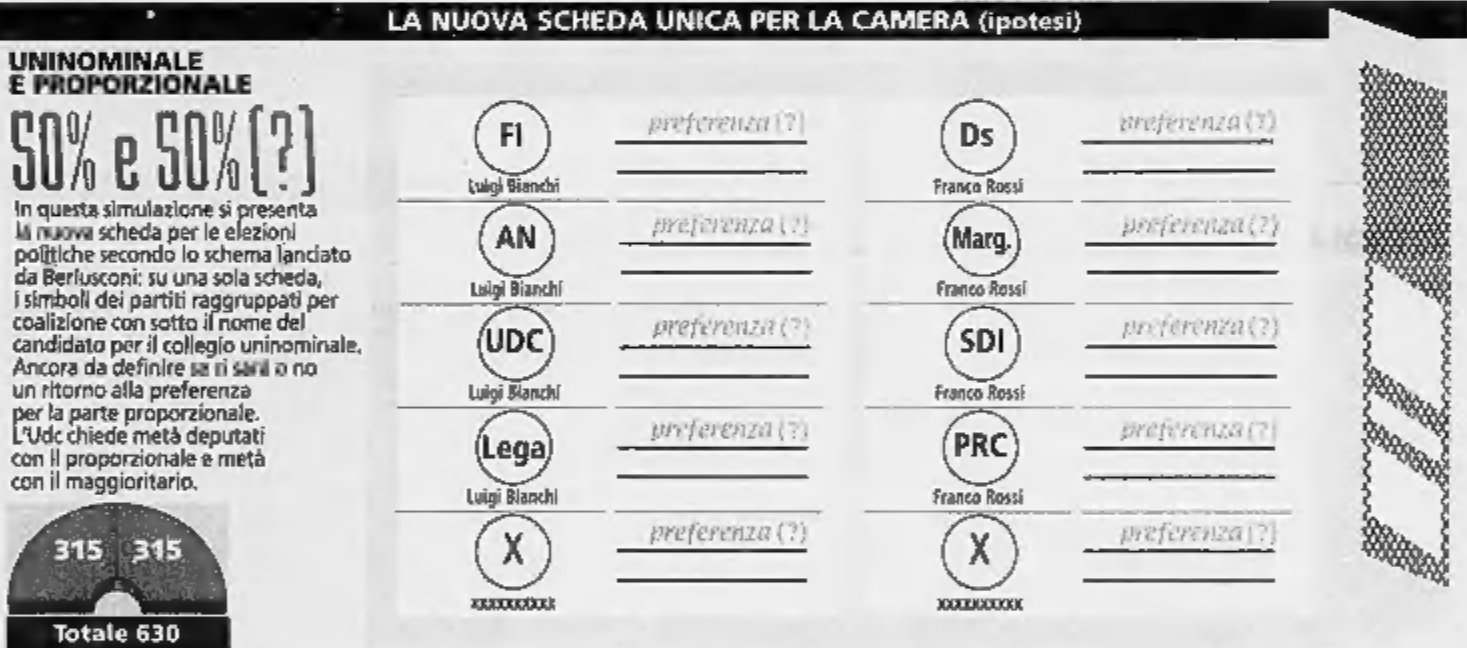 LA NUOVA SCHEDA UNICA PER LA CAMERA (ipotesi)
UNINOMINALE
E PROPORZIONALE
50% e 50% (?)
In questa simulazione si presenta
la nuova scheda per le elezioni
politiche secondo lo schema lanciato
da Berlusconi: su una sola scheda,
i simboli dei partiti raggruppati per
coalizione con sotto il nome del
candidato per il collegio uninominale.
Ancora da definire se ci sarà o no
un ritorno alla preferenza
per la parte proporzionale.
L'Udc chiede metà deputati
con il proporzionale e metà
con il maggioritario.
315 315
Totale 630
FI
preferenza (?)
Luigi Bianchi
AN
preferenza (?)
Luigi Bianchi
UDC
preferenza (?)
Luigi Bianchi
Lega
preferenza (?)
Luigi Bianchi
X
preferenza (?)
xxxxxxxxxx
Ds
preferenza (?)
Franco Rossi
Marg.
preferenza (?)
Franco Rossi
SDI
preferenza (?)
Franco Rossi
PRC
preferenza (?)
Franco Rossi
X
preferenza (?)
xxxxxxxxxx